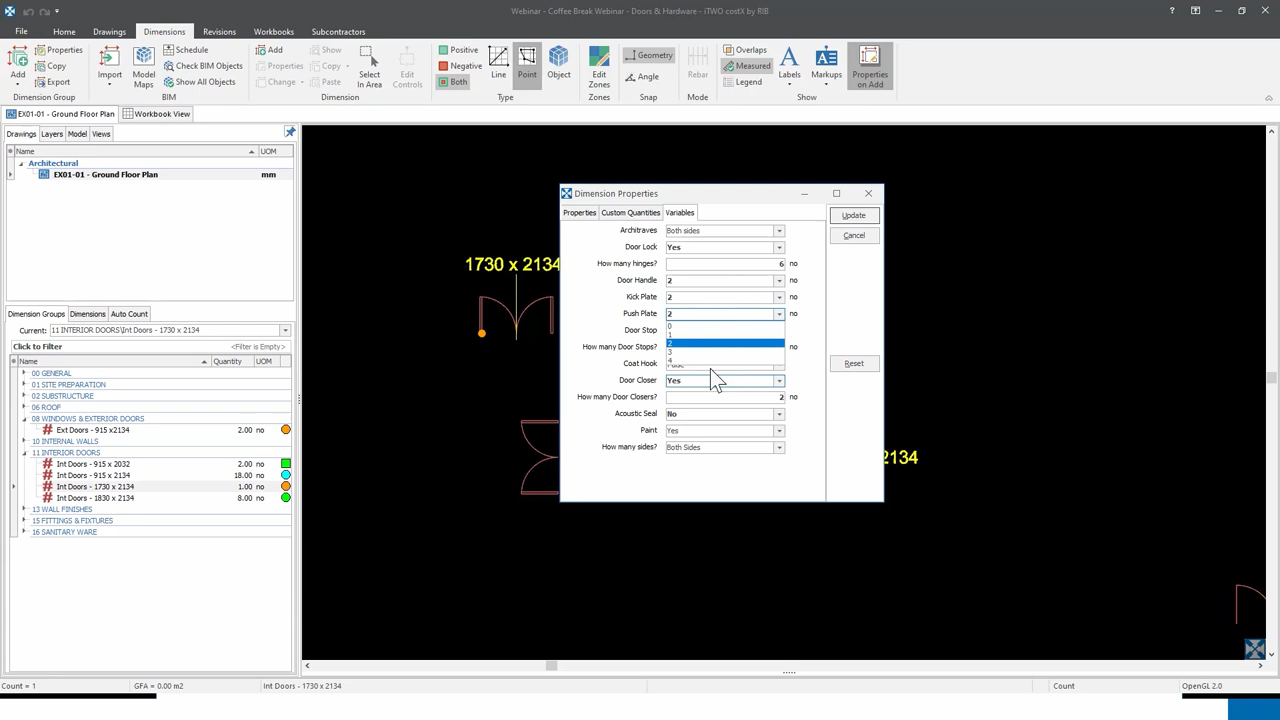 Webinar - Coffee Break Webinar - Doors & Hardware - iTWO costX by RIB
File Home Drawings Dimensions Revisions Workbooks Subcontractors
Properties Schedule Add Show Positive Geometry Overlaps
Copy Check BIM Objects Properties Copy Negative Measured
Export Show All Objects Change Paste Both Angle Legend
Add Import Model Maps Select In Area Edit Controls Line Point Object Edit Zones Rebar Labels Markups Properties on Add
Dimension Group BIM Dimension Type Zones Snap Mode Show
EX01-01 - Ground Floor Plan Workbook View
Drawings Layers Model Views
Name UOM
Architectural
EX01-01 - Ground Floor Plan mm
Dimension Groups Dimensions Auto Count
Current: 11 INTERIOR DOORS\Int Doors - 1730 x 2134
Click to Filter <Filter is Empty>
Name Quantity UOM
00 GENERAL
01 SITE PREPARATION
02 SUBSTRUCTURE
06 ROOF
08 WINDOWS & EXTERIOR DOORS
Ext Doors - 915 x2134 2.00 no
10 INTERNAL WALLS
11 INTERIOR DOORS
Int Doors - 915 x 2032 2.00 no
Int Doors - 915 x 2134 18.00 no
Int Doors - 1730 x 2134 1.00 no
Int Doors - 1830 x 2134 8.00 no
13 WALL FINISHES
15 FITTINGS & FIXTURES
16 SANITARY WARE
1730 x 2134
2134
Dimension Properties
Properties Custom Quantities Variables
Update
Cancel
Reset
Architraves Both sides
Door Lock Yes
How many hinges? 6 no
Door Handle 2 no
Kick Plate 2 no
Push Plate 2 no
0
1
2
3
4
Door Stop
How many Door Stops? no
Coat Hook
Door Closer Yes
How many Door Closers? 2 no
Acoustic Seal No
Paint Yes
How many sides? Both Sides
Count = 1 GFA = 0.00 m2 Int Doors - 1730 x 2134 Count OpenGL 2.0